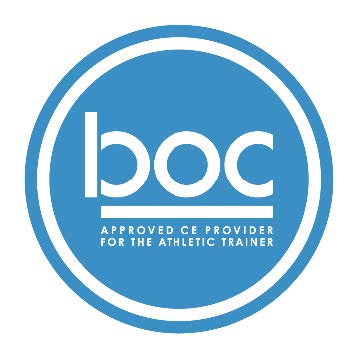 boc
APPROVED CE PROVIDER
FOR THE ATHLETIC TRAINER